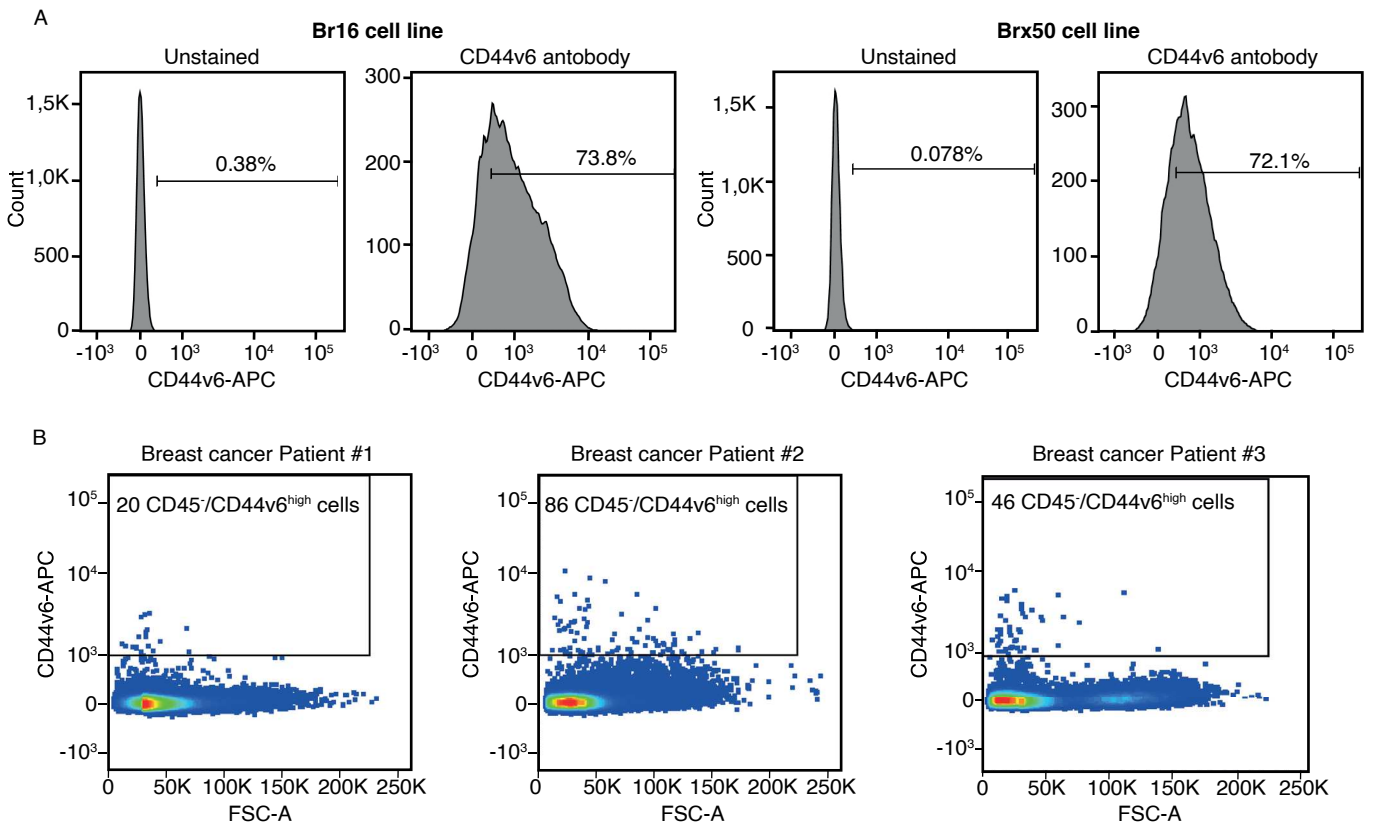 A
Br16 cell line
Brx50 cell line
Unstained
CD44v6 antobody
Unstained
CD44v6 antobody
1,5K
1,0K
500
0
Count
0.38%
-10³ 0 10³ 10⁴ 10⁵
CD44v6-APC
300
200
100
0
73.8%
-10³ 0 10³ 10⁴ 10⁵
CD44v6-APC
1,5K
1,0K
500
0
Count
0.078%
-10³ 0 10³ 10⁴ 10⁵
CD44v6-APC
300
200
100
0
72.1%
-10³ 0 10³ 10⁴ 10⁵
CD44v6-APC
B
Breast cancer Patient #1
20 CD45⁻/CD44v6ʰⁱᵍʰ cells
10⁵
10⁴
10³
0
-10³
CD44v6-APC
0 50K 100K 150K 200K 250K
FSC-A
Breast cancer Patient #2
86 CD45⁻/CD44v6ʰⁱᵍʰ cells
10⁵
10⁴
10³
0
-10³
CD44v6-APC
0 50K 100K 150K 200K 250K
FSC-A
Breast cancer Patient #3
46 CD45⁻/CD44v6ʰⁱᵍʰ cells
10⁵
10⁴
10³
0
-10³
CD44v6-APC
0 50K 100K 150K 200K 250K
FSC-A